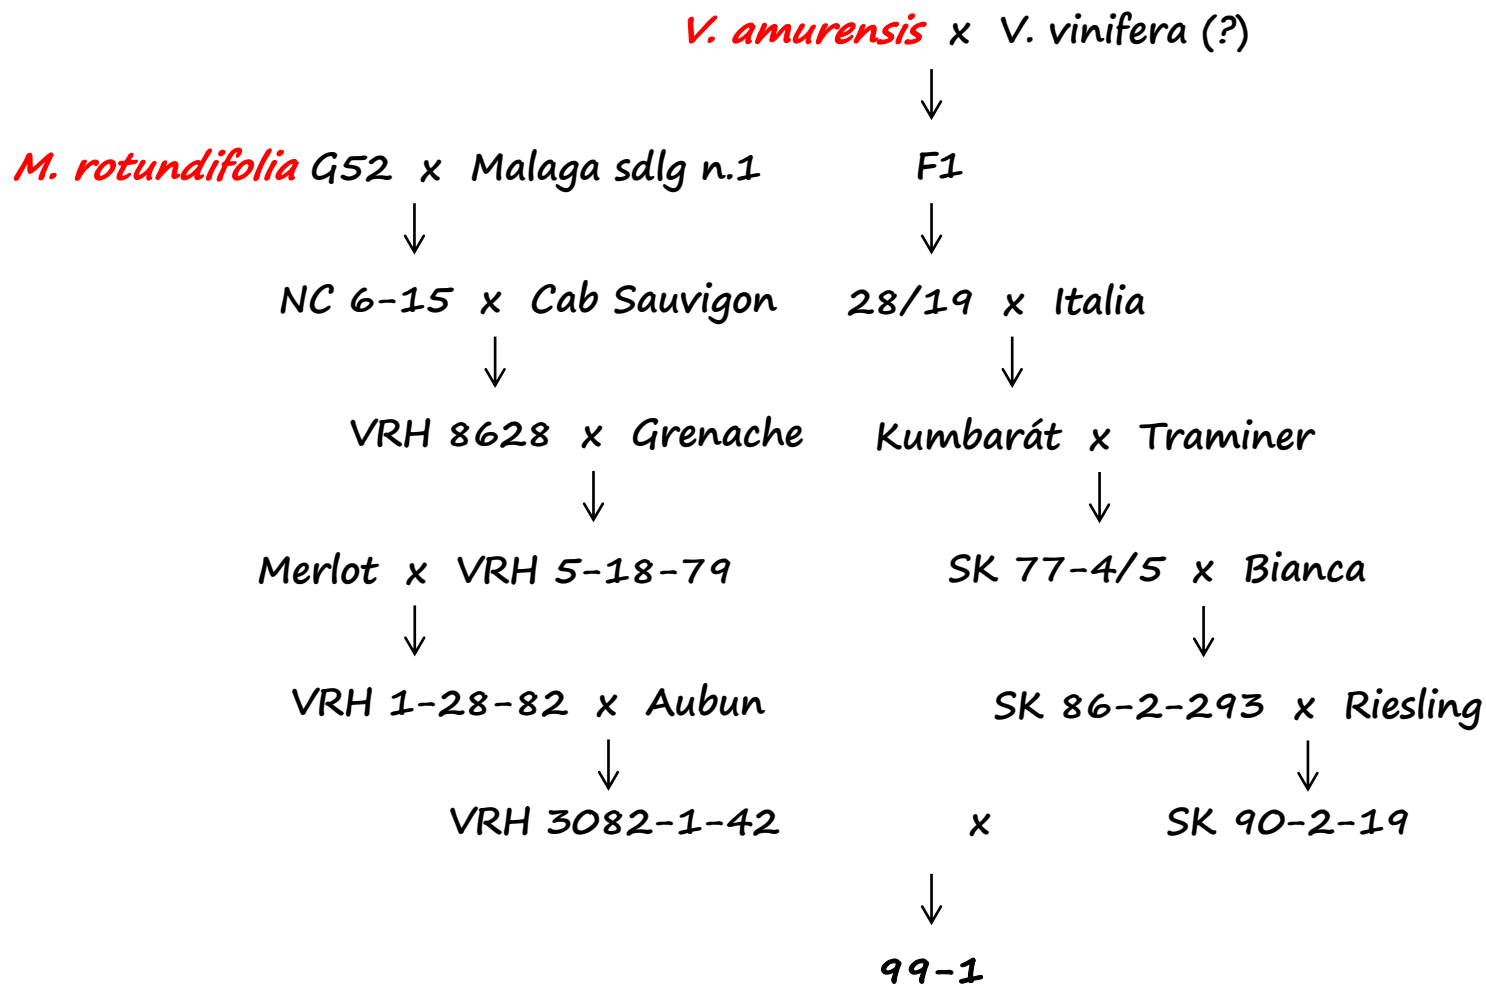 V. amurensis x V. vinifera (?)
M. rotundifolia G52 x Malaga sdlg n.1 F1
NC 6-15 x Cab Sauvigon 28/19 x Italia
VRH 8628 x Grenache Kumbarát x Traminer
Merlot x VRH 5-18-79 SK 77-4/5 x Bianca
VRH 1-28-82 x Aubun SK 86-2-293 x Riesling
VRH 3082-1-42 x SK 90-2-19
99-1